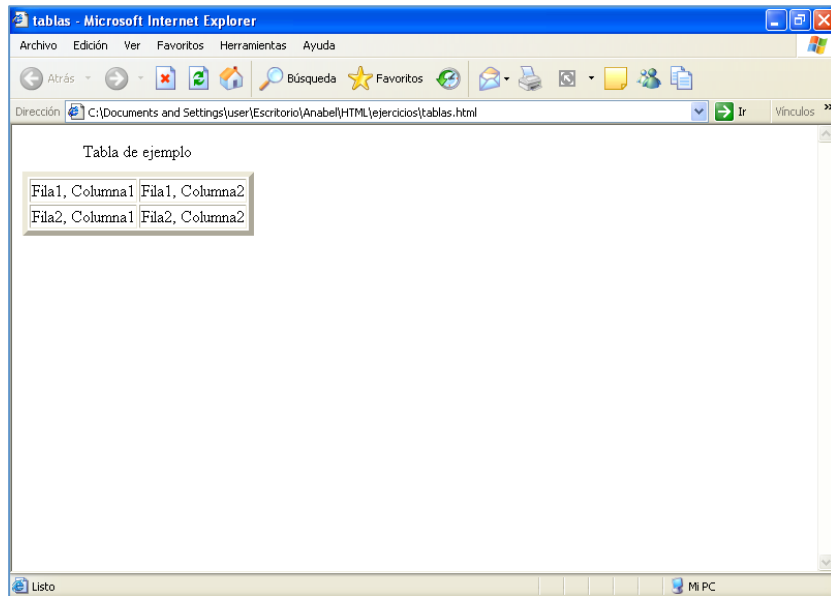 tablas - Microsoft Internet Explorer
Archivo Edición Ver Favoritos Herramientas Ayuda
Atrás Búsqueda Favoritos
Dirección C:\Documents and Settings\user\Escritorio\Anabel\HTML\ejercicios\tablas.html Ir Vínculos »
Tabla de ejemplo
Fila1, Columna1 Fila1, Columna2
Fila2, Columna1 Fila2, Columna2
Listo Mi PC